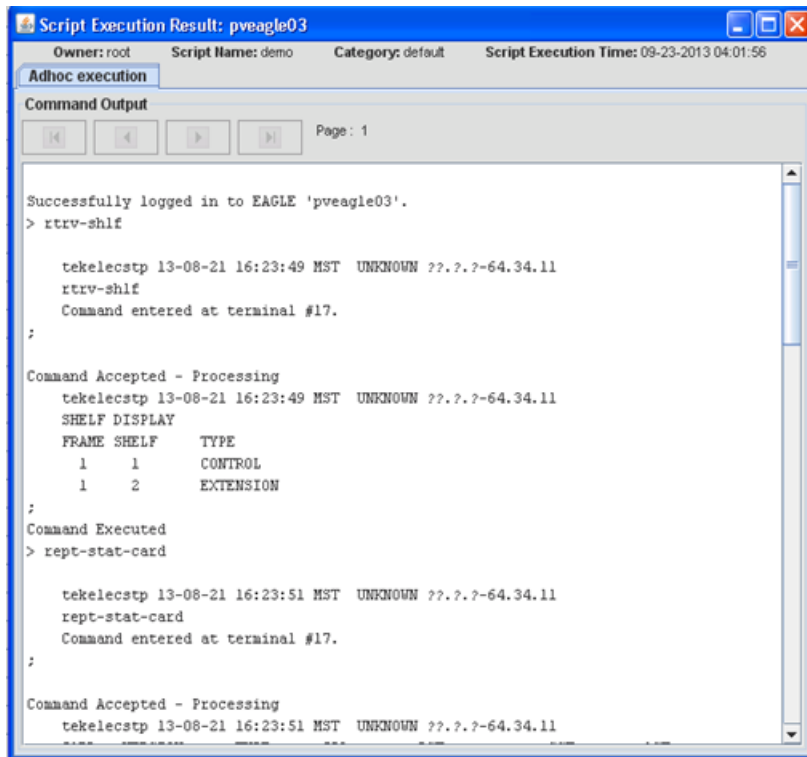 Script Execution Result: pveagle03
Owner: root Script Name: demo Category: default Script Execution Time: 09-23-2013 04:01:56
Adhoc execution
Command Output
Page : 1
Successfully logged in to EAGLE 'pveagle03'.
> rtrv-shlf
tekelecstp 13-08-21 16:23:49 MST UNKNOWN ??.?.?-64.34.11
rtrv-shlf
Command entered at terminal #17.
;
Command Accepted - Processing
tekelecstp 13-08-21 16:23:49 MST UNKNOWN ??.?.?-64.34.11
SHELF DISPLAY
FRAME SHELF TYPE
1 1 CONTROL
1 2 EXTENSION
;
Command Executed
> rept-stat-card
tekelecstp 13-08-21 16:23:51 MST UNKNOWN ??.?.?-64.34.11
rept-stat-card
Command entered at terminal #17.
;
Command Accepted - Processing
tekelecstp 13-08-21 16:23:51 MST UNKNOWN ??.?.?-64.34.11